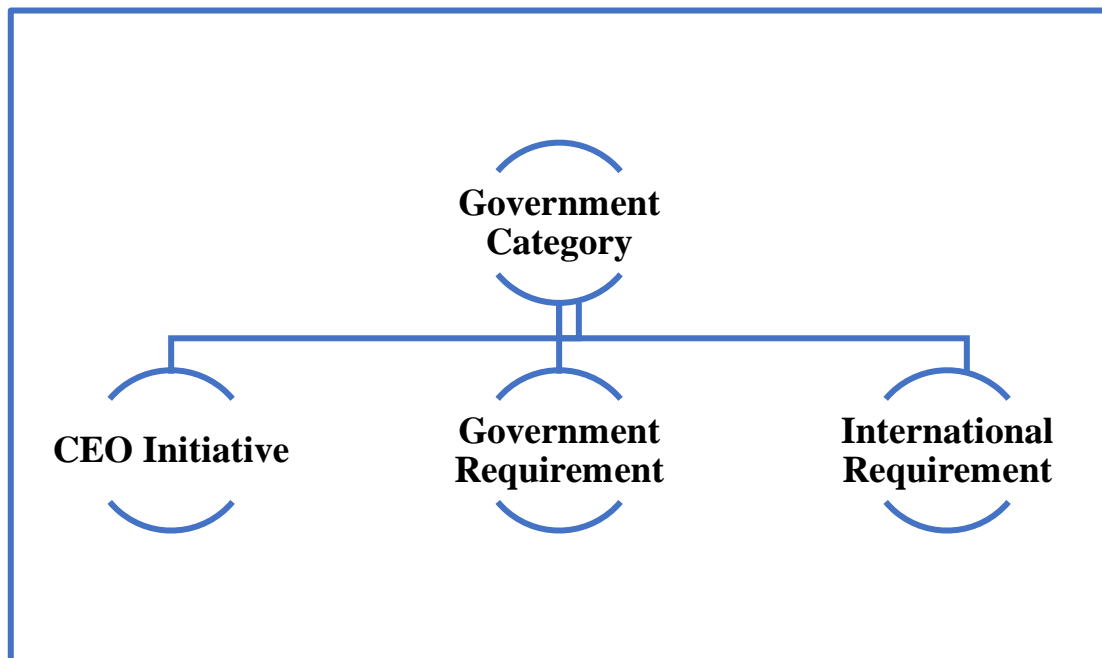 Government
Category
CEO Initiative
Government
Requirement
International
Requirement